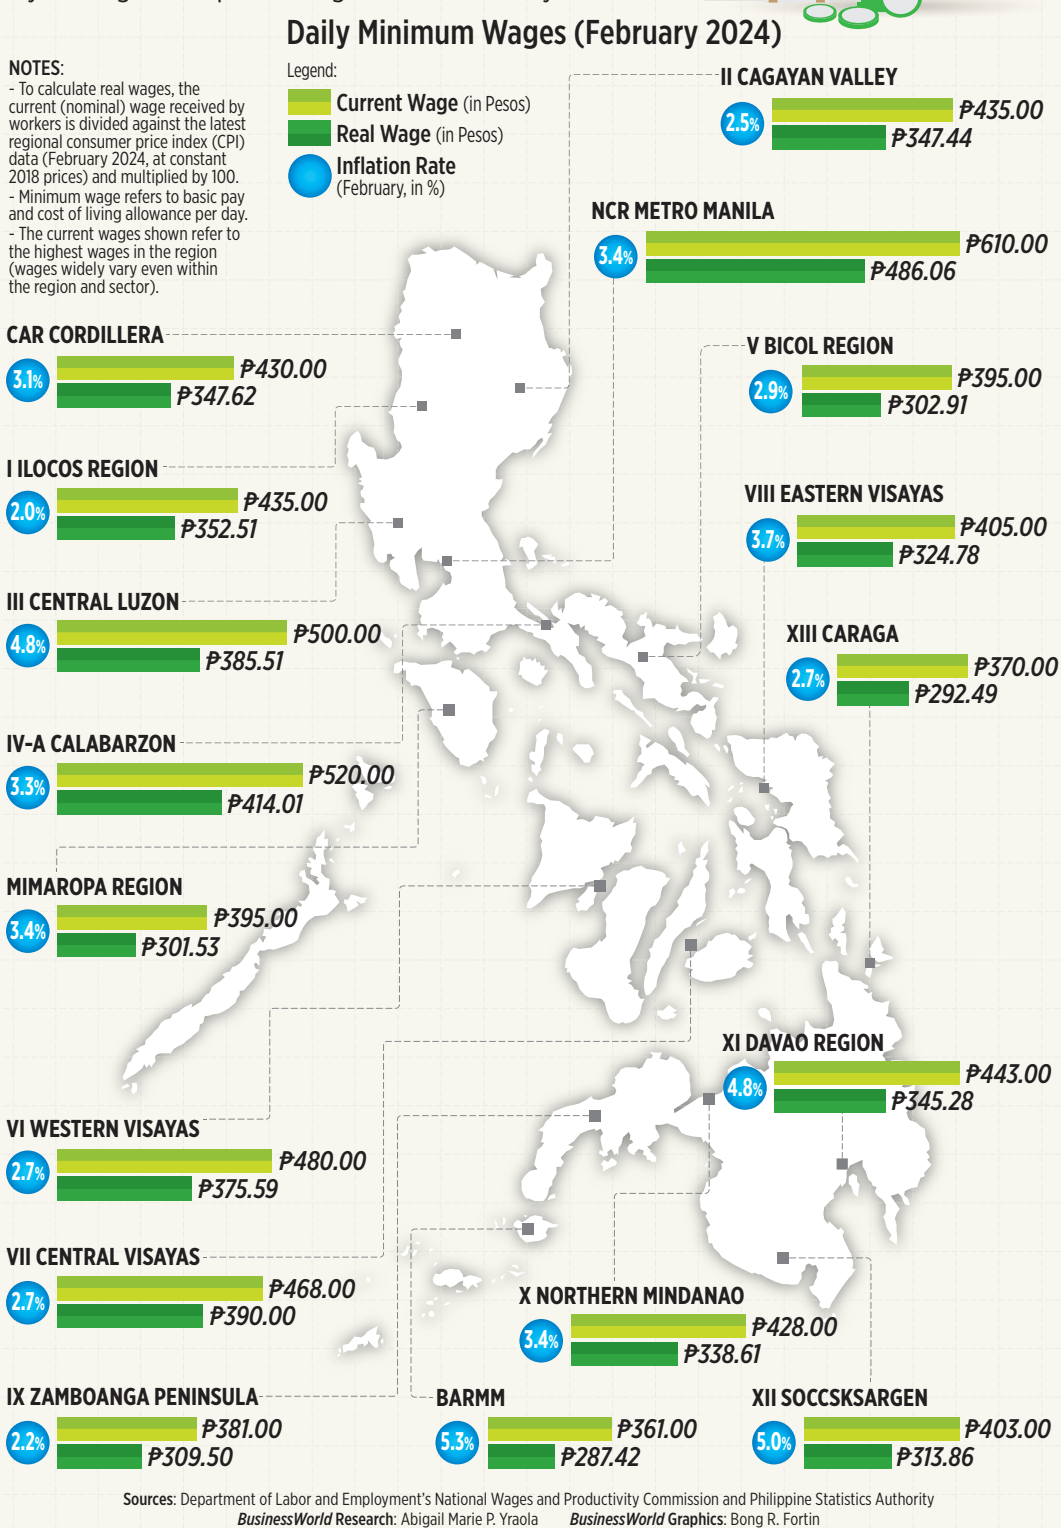 Daily Minimum Wages (February 2024)
NOTES:
- To calculate real wages, the
current (nominal) wage received by
workers is divided against the latest
regional consumer price index (CPI)
data (February 2024, at constant
2018 prices) and multiplied by 100.
- Minimum wage refers to basic pay
and cost of living allowance per day.
- The current wages shown refer to
the highest wages in the region
(wages widely vary even within
the region and sector).
Legend:
Current Wage (in Pesos)
Real Wage (in Pesos)
Inflation Rate
(February, in %)
II CAGAYAN VALLEY
2.5%
₱435.00
₱347.44
NCR METRO MANILA
3.4%
₱610.00
₱486.06
CAR CORDILLERA
3.1%
₱430.00
₱347.62
V BICOL REGION
2.9%
₱395.00
₱302.91
I ILOCOS REGION
2.0%
₱435.00
₱352.51
VIII EASTERN VISAYAS
3.7%
₱405.00
₱324.78
III CENTRAL LUZON
4.8%
₱500.00
₱385.51
XIII CARAGA
2.7%
₱370.00
₱292.49
IV-A CALABARZON
3.3%
₱520.00
₱414.01
MIMAROPA REGION
3.4%
₱395.00
₱301.53
XI DAVAO REGION
4.8%
₱443.00
₱345.28
VI WESTERN VISAYAS
2.7%
₱480.00
₱375.59
VII CENTRAL VISAYAS
2.7%
₱468.00
₱390.00
X NORTHERN MINDANAO
3.4%
₱428.00
₱338.61
IX ZAMBOANGA PENINSULA
2.2%
₱381.00
₱309.50
BARMM
5.3%
₱361.00
₱287.42
XII SOCCSKSARGEN
5.0%
₱403.00
₱313.86
Sources: Department of Labor and Employment's National Wages and Productivity Commission and Philippine Statistics Authority
BusinessWorld Research: Abigail Marie P. Yraola BusinessWorld Graphics: Bong R. Fortin